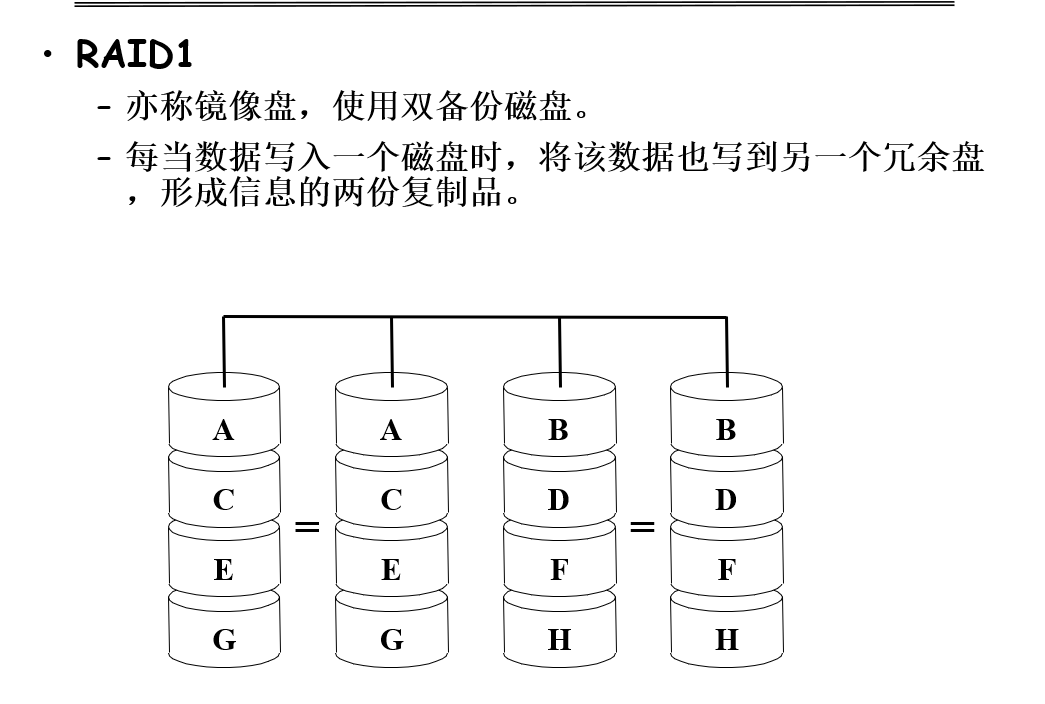 • RAID1
– 亦称镜像盘，使用双备份磁盘。
– 每当数据写入一个磁盘时，将该数据也写到另一个冗余盘
，形成信息的两份复制品。
A A B B
C C D D
= =
E E F F
G G H H